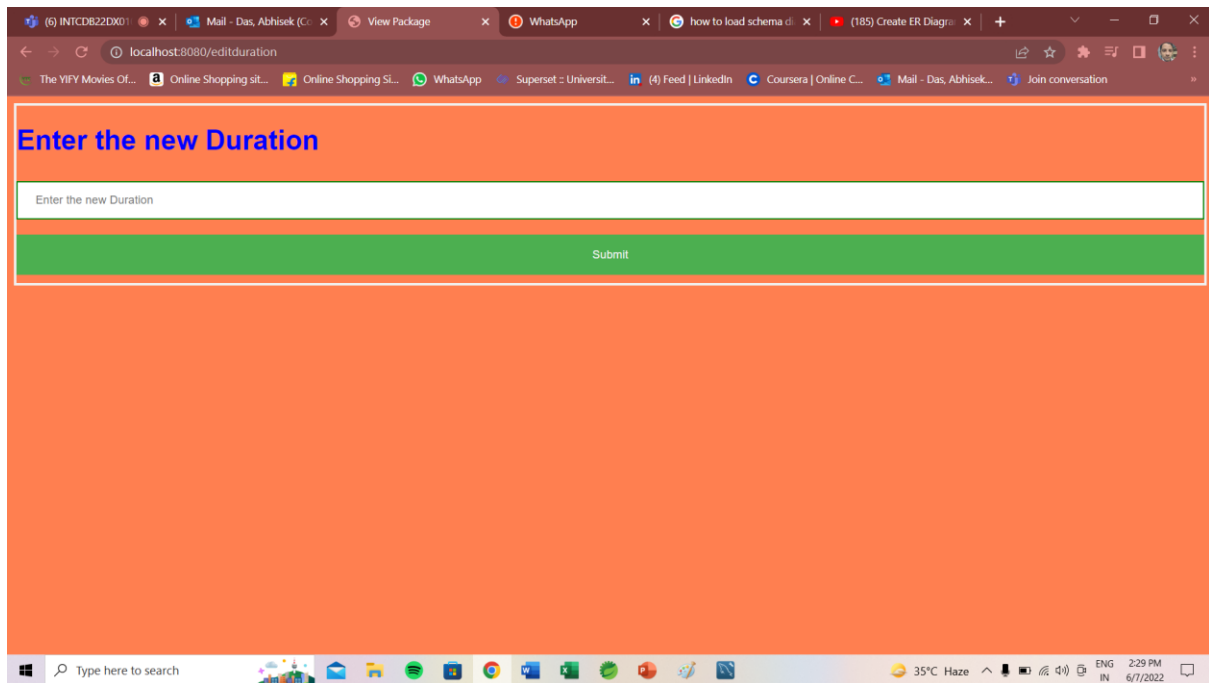 (6) INTCDB22DX01
Mail - Das, Abhisek (Co
View Package
WhatsApp
how to load schema di
(185) Create ER Diagra
localhost:8080/editduration
The YIFY Movies Of...
Online Shopping sit...
Online Shopping Si...
WhatsApp
Superset :: Universit...
(4) Feed | LinkedIn
Coursera | Online C...
Mail - Das, Abhisek...
Join conversation
Enter the new Duration
Enter the new Duration
Submit
Type here to search
35°C Haze
ENG
IN
2:29 PM
6/7/2022